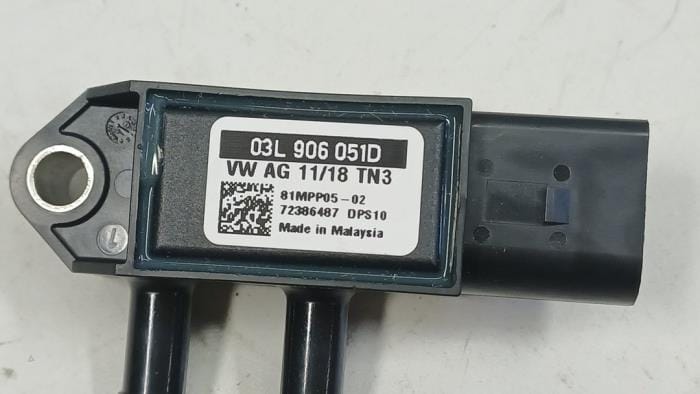 03L 906 051D
VW AG 11/18 TN3
81MPP05-02
72386487 DPS10
Made in Malaysia